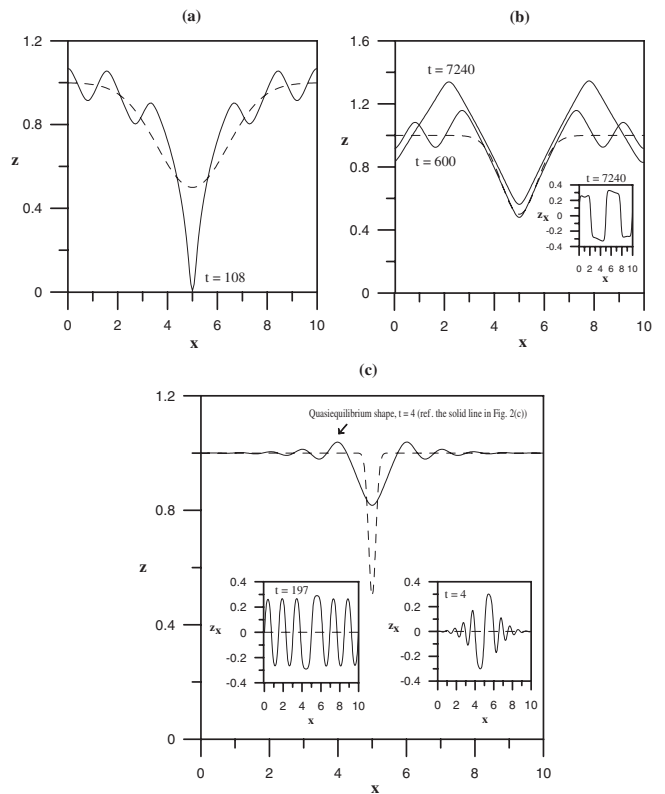 (a)
1.2
0.8
z
0.4
0
t = 108
0 2 4 6 8 10
x
(b)
1.6
1.2
z
0.8
0.4
0
t = 7240
t = 600
t = 7240
0.4
0.2
zx 0
-0.2
-0.4
0 2 4 6 8 10
x
0 2 4 6 8 10
x
(c)
1.2
0.8
z
0.4
0
Quasiequilibrium shape, t = 4 (ref. the solid line in Fig. 2(c))
0.4
t = 197
0.2
zx 0
-0.2
-0.4
0 2 4 6 8 10
x
0.4
t = 4
0.2
zx 0
-0.2
-0.4
0 2 4 6 8 10
x
0 2 4 6 8 10
x